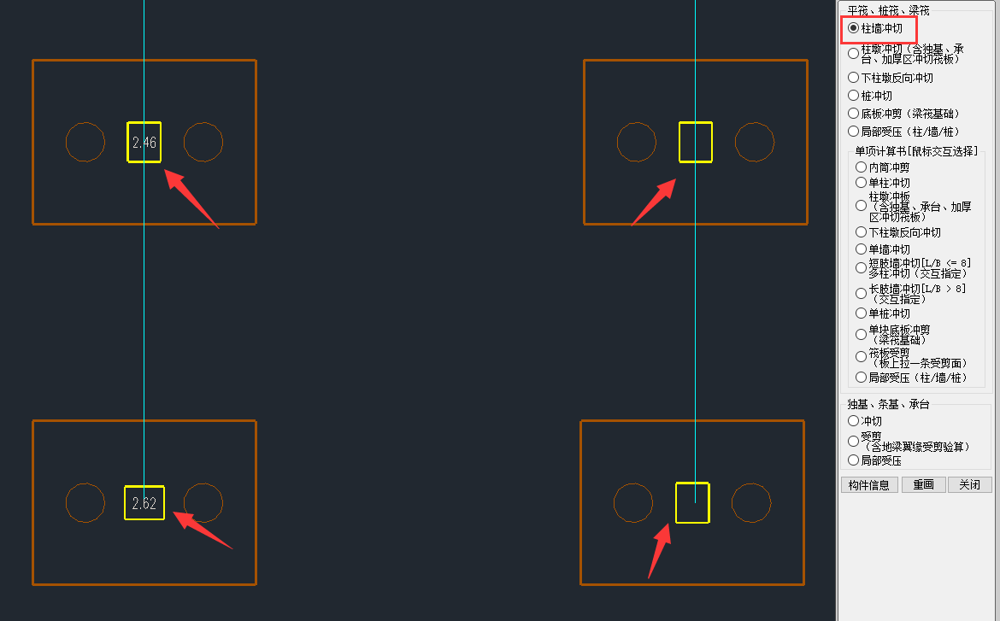 2.46
2.62
平筏、桩筏、梁筏
柱墙冲切
柱墩冲切（含独基、承
台、加厚区冲切筏板）
下柱墩反向冲切
桩冲切
底板冲剪（梁筏基础）
局部受压（柱/墙/桩）
单项计算书[鼠标交互选择]
内筒冲剪
单柱冲切
柱墩冲板
（含独基、承台、加厚
区冲切筏板）
下柱墩反向冲切
单墙冲切
短肢墙冲切[L/B <= 8]
多柱冲切（交互指定）
长肢墙冲切[L/B > 8]
（交互指定）
单桩冲切
单块底板冲剪
（梁筏基础）
筏板受剪
（板上拉一条受剪面）
局部受压（柱/墙/桩）
独基、条基、承台
冲切
受剪
（含地梁翼缘受剪验算）
局部受压
构件信息
重画
关闭